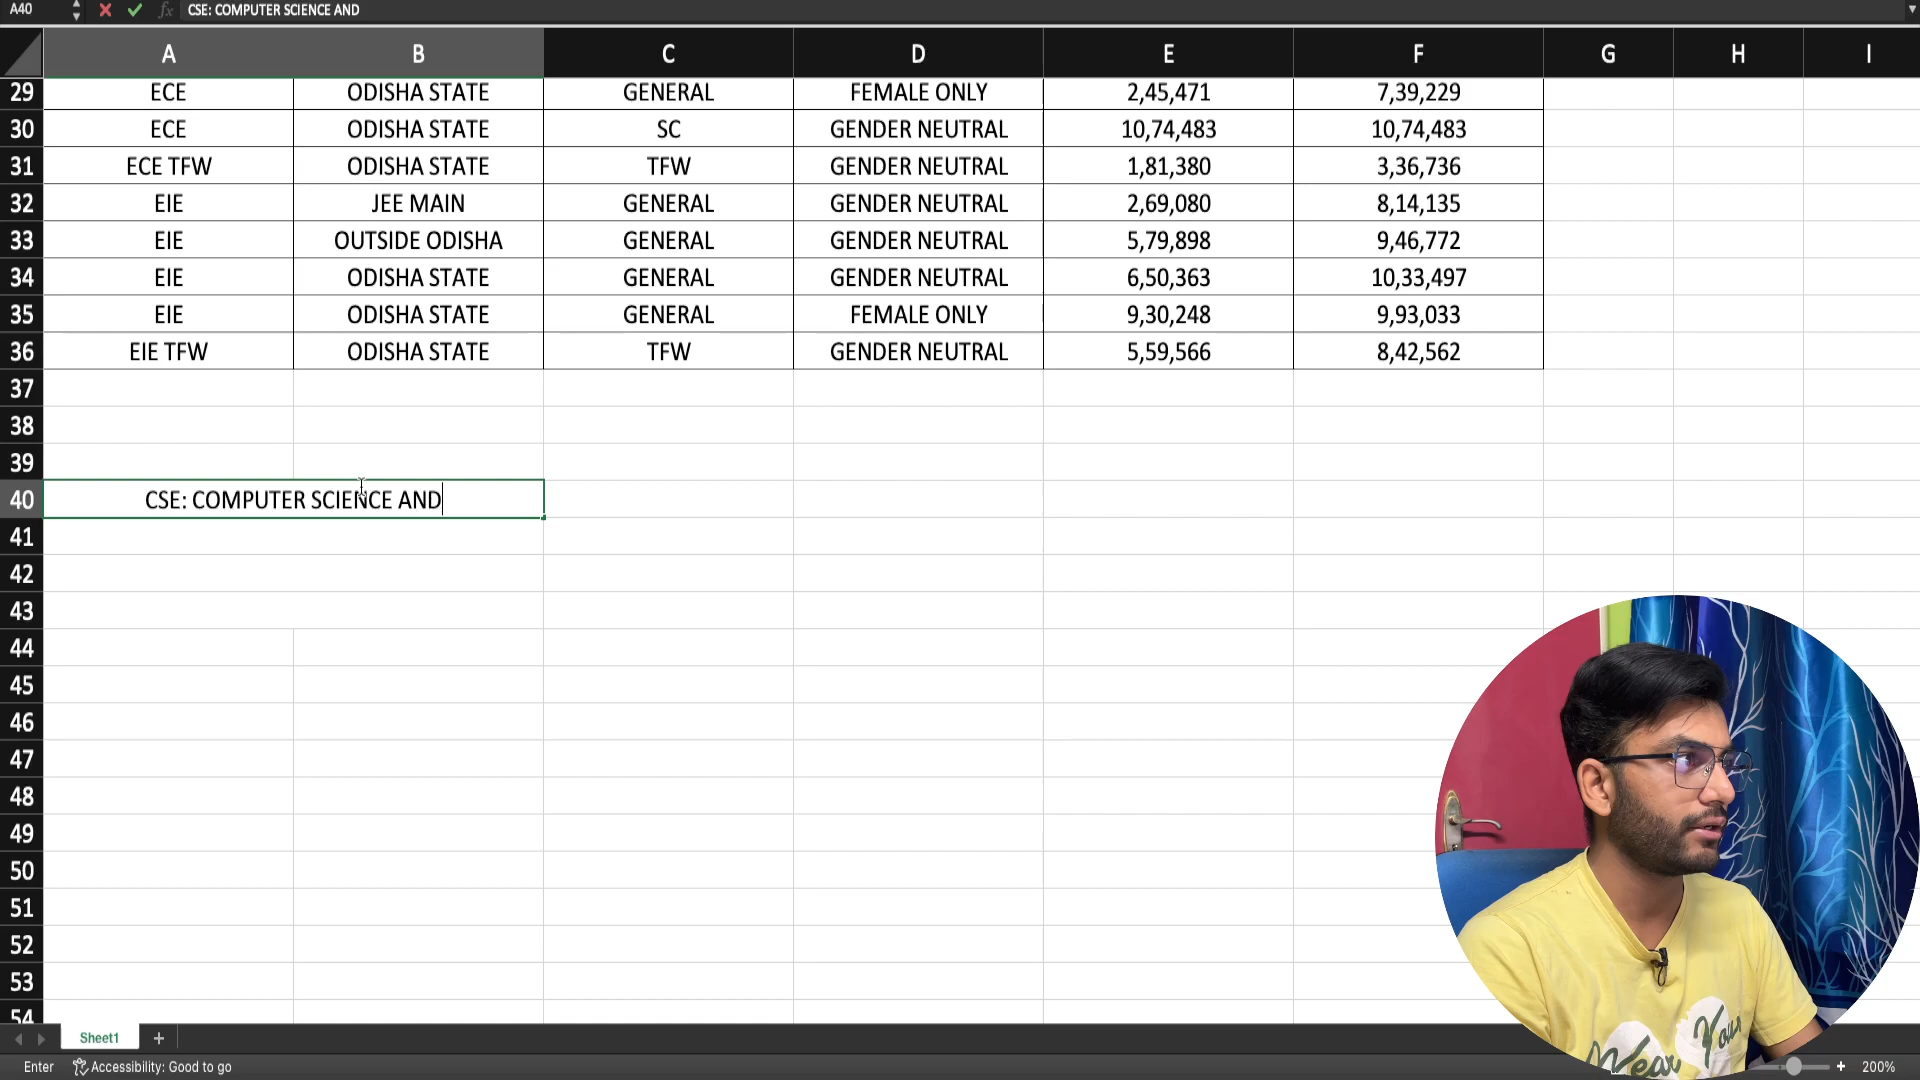 A40 fx CSE: COMPUTER SCIENCE AND
A B C D E F G H I
29 ECE ODISHA STATE GENERAL FEMALE ONLY 2,45,471 7,39,229
30 ECE ODISHA STATE SC GENDER NEUTRAL 10,74,483 10,74,483
31 ECE TFW ODISHA STATE TFW GENDER NEUTRAL 1,81,380 3,36,736
32 EIE JEE MAIN GENERAL GENDER NEUTRAL 2,69,080 8,14,135
33 EIE OUTSIDE ODISHA GENERAL GENDER NEUTRAL 5,79,898 9,46,772
34 EIE ODISHA STATE GENERAL GENDER NEUTRAL 6,50,363 10,33,497
35 EIE ODISHA STATE GENERAL FEMALE ONLY 9,30,248 9,93,033
36 EIE TFW ODISHA STATE TFW GENDER NEUTRAL 5,59,566 8,42,562
37
38
39
40 CSE: COMPUTER SCIENCE AND
41
42
43
44
45
46
47
48
49
50
51
52
53
54
Sheet1 +
Enter Accessibility: Good to go + 200%
Wear You